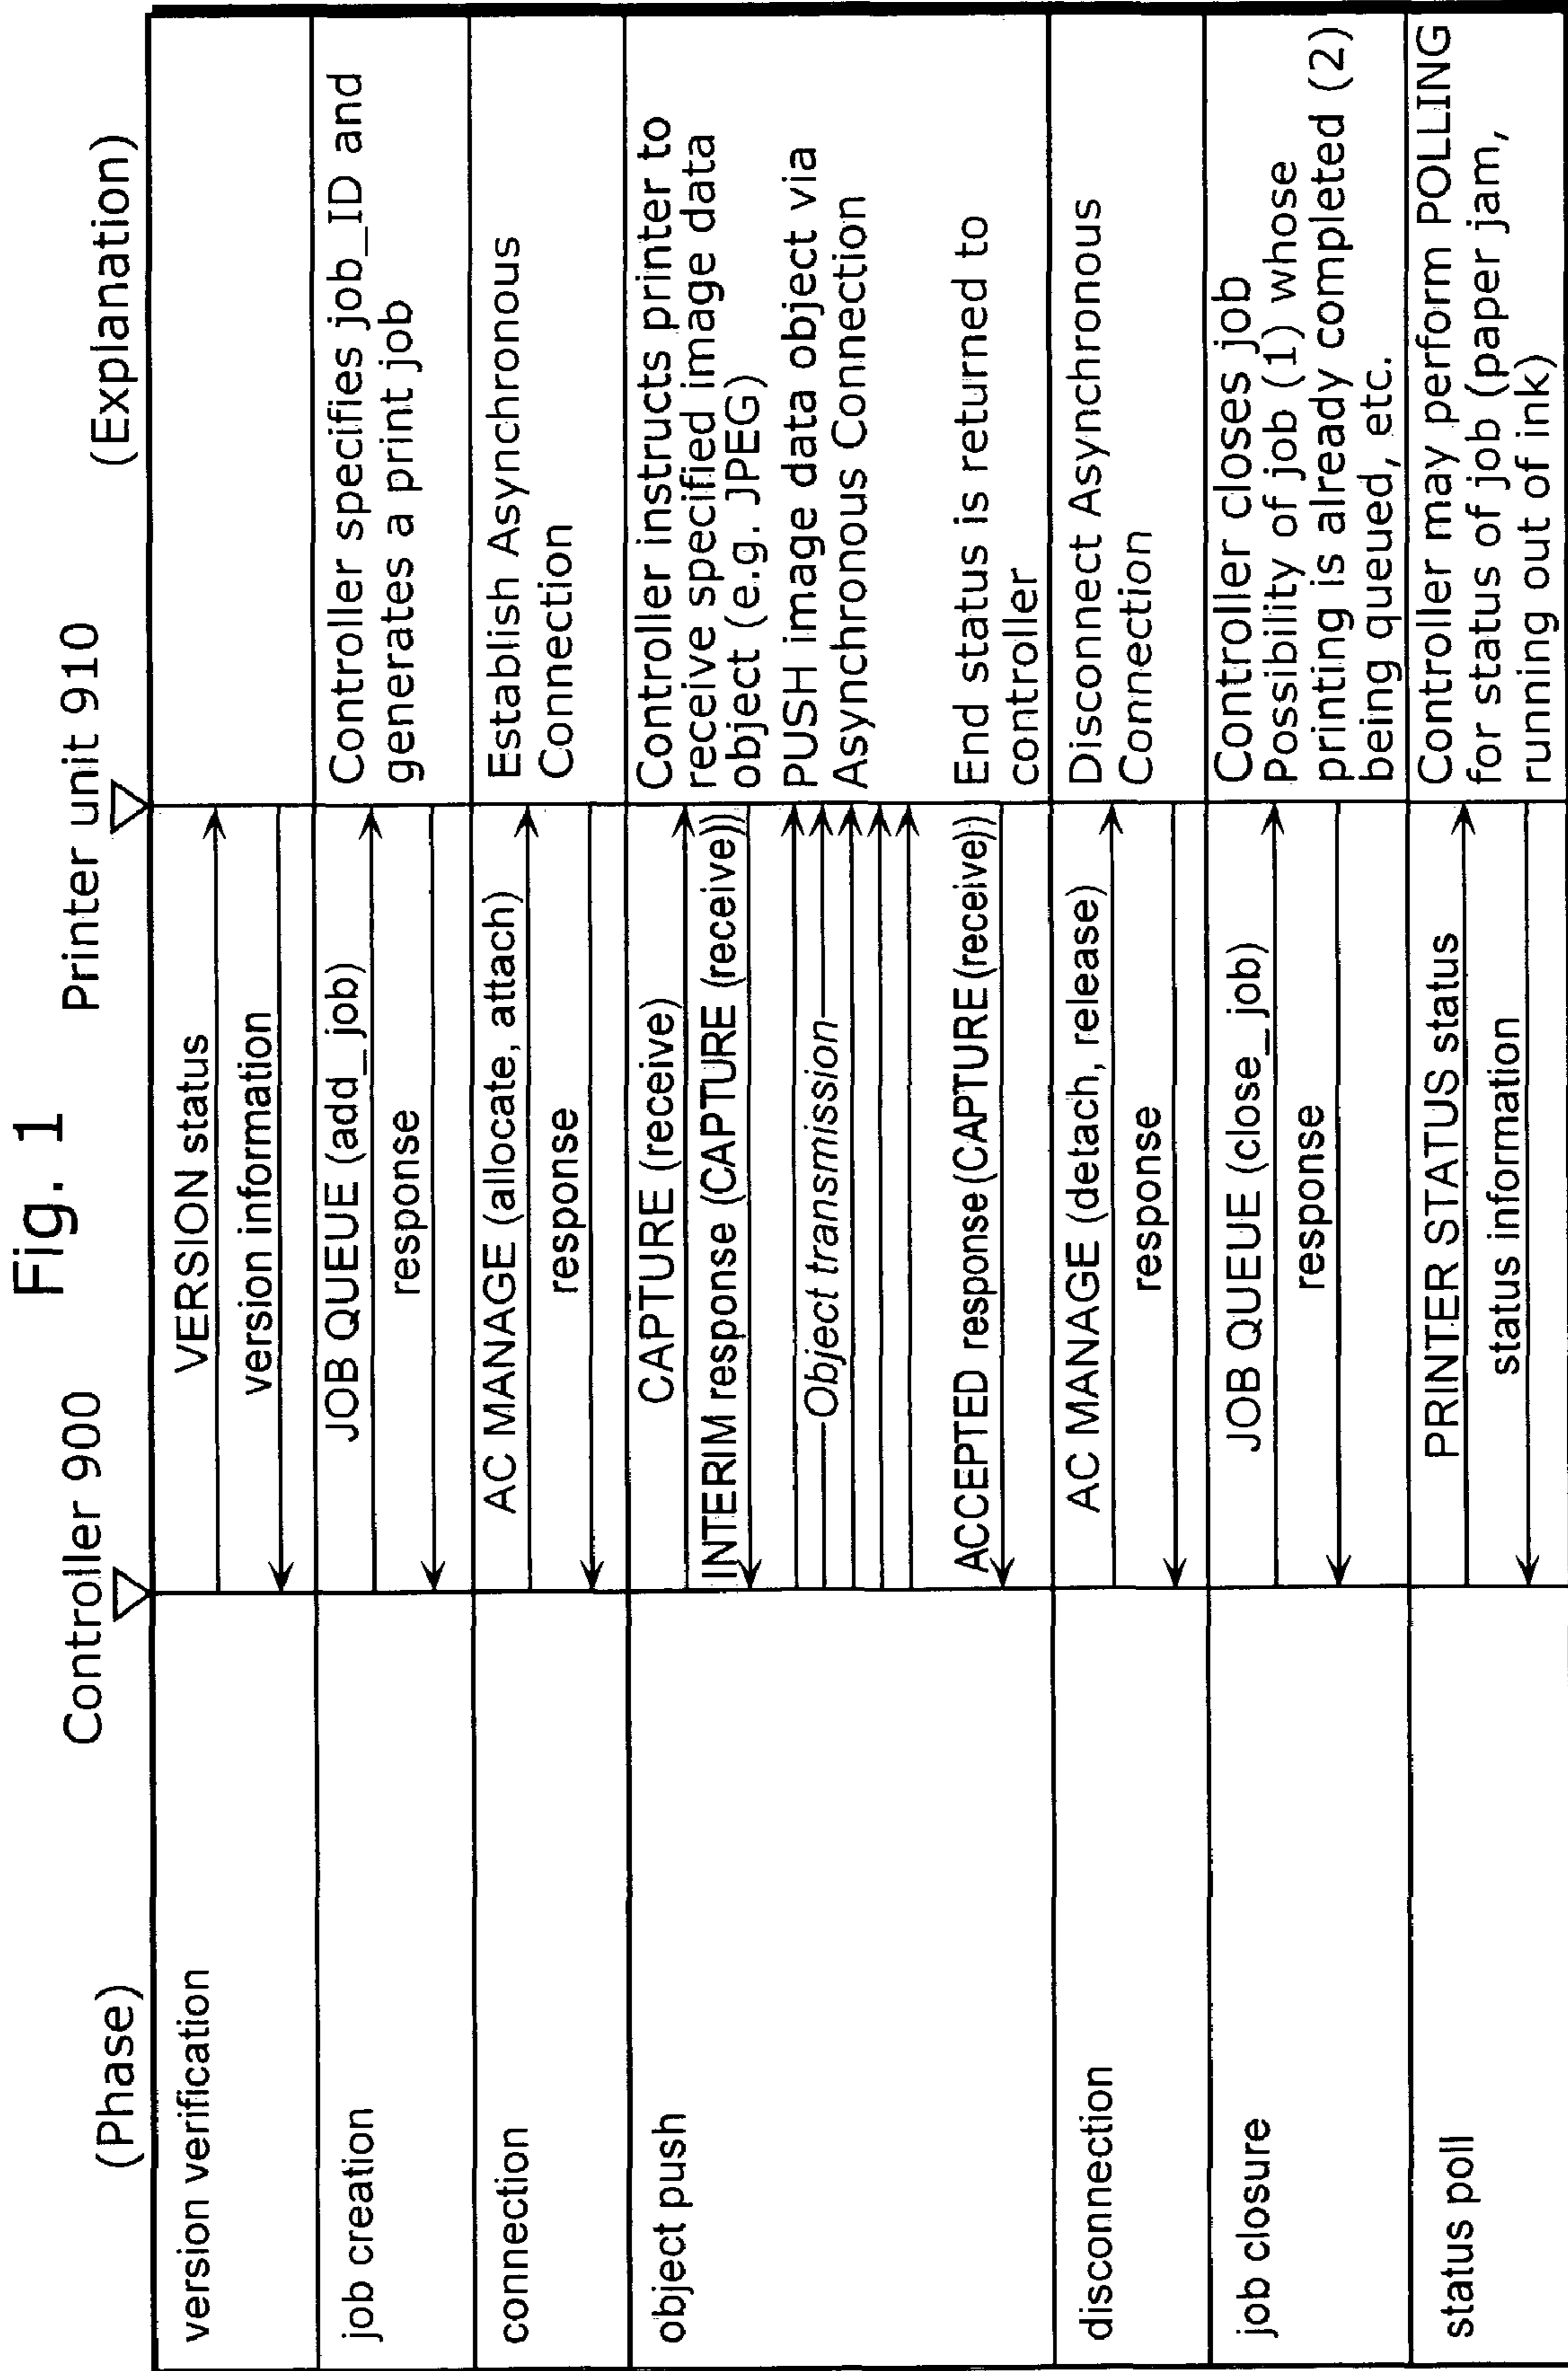 Fig. 1
(Phase)
Controller 900
Printer unit 910
(Explanation)
version verification
VERSION status
version information
job creation
JOB QUEUE (add_job)
response
Controller specifies job_ID and
generates a print job
connection
AC MANAGE (allocate, attach)
response
Establish Asynchronous
Connection
object push
CAPTURE (receive)
INTERIM response (CAPTURE (receive))
Object transmission
ACCEPTED response (CAPTURE (receive))
Controller instructs printer to
receive specified image data
object (e.g. JPEG)
PUSH image data object via
Asynchronous Connection
End status is returned to
controller
disconnection
AC MANAGE (detach, release)
response
Disconnect Asynchronous
Connection
job closure
JOB QUEUE (close_job)
response
Controller closes job
Possibility of job (1) whose
printing is already completed (2)
being queued, etc.
status poll
PRINTER STATUS status
status information
Controller may perform POLLING
for status of job (paper jam,
running out of ink)